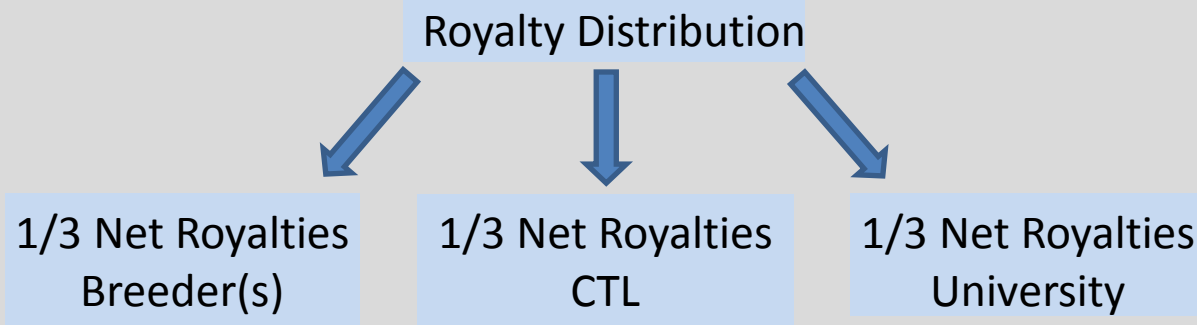 Royalty Distribution
1/3 Net Royalties
Breeder(s)
1/3 Net Royalties
CTL
1/3 Net Royalties
University